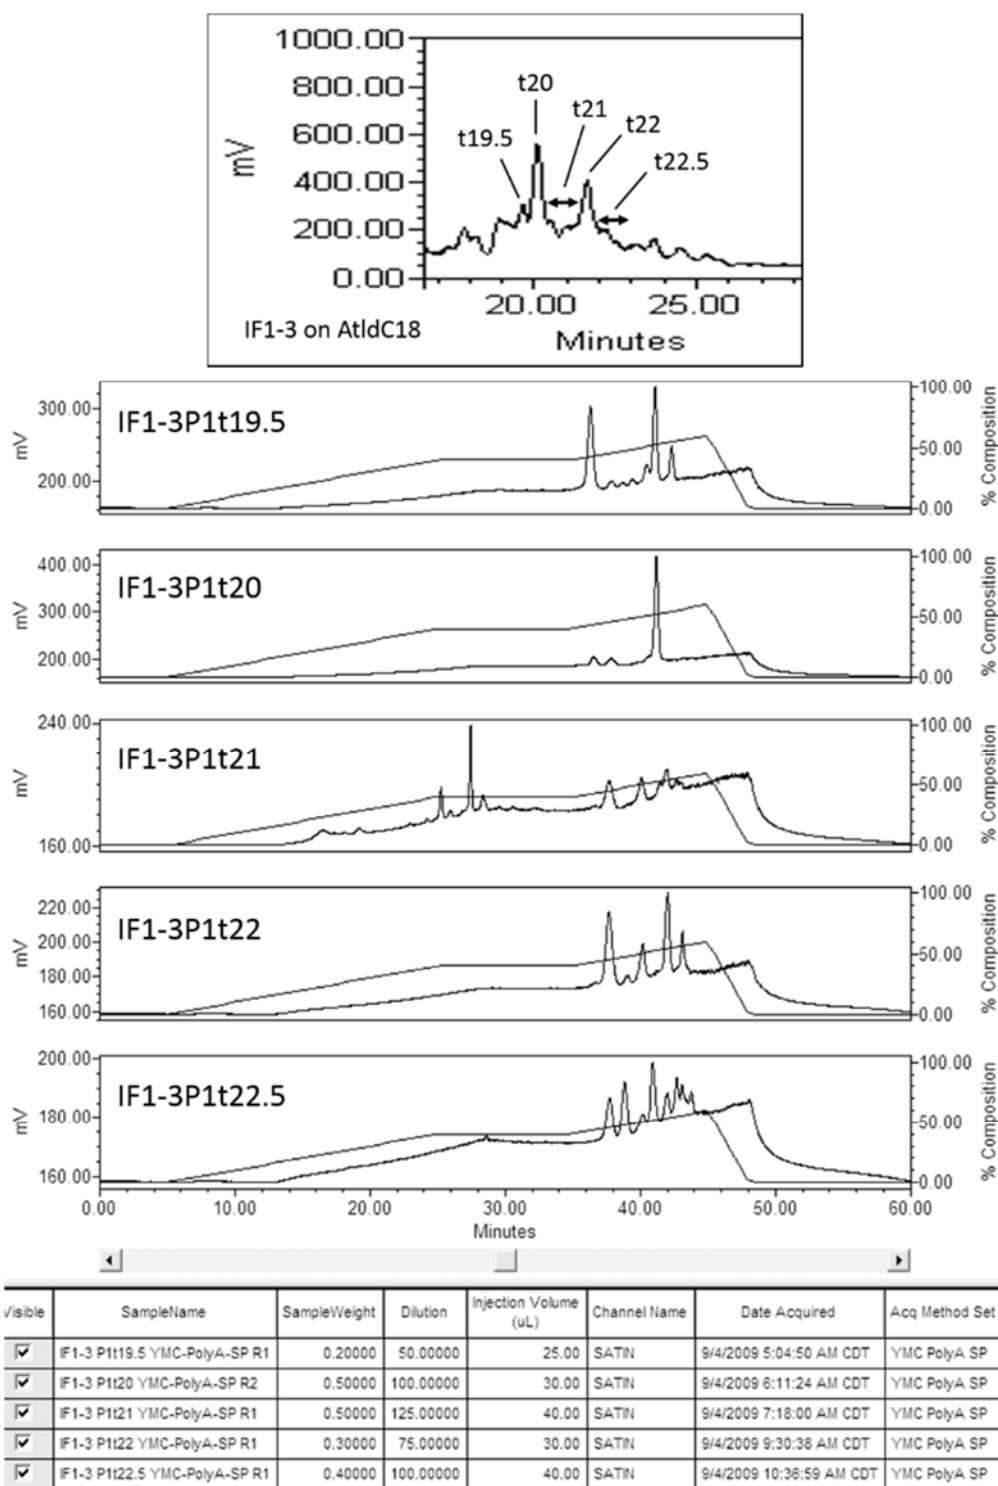 1000.00
800.00
600.00
400.00
200.00
0.00
mV
t19.5
t20
t21
t22
t22.5
20.00 25.00
Minutes
IF1-3 on AtldC18
IF1-3P1t19.5
300.00
200.00
mV
100.00
50.00
0.00
% Composition
IF1-3P1t20
400.00
300.00
200.00
mV
100.00
50.00
0.00
% Composition
IF1-3P1t21
240.00
160.00
mV
100.00
50.00
0.00
% Composition
IF1-3P1t22
220.00
200.00
180.00
160.00
mV
100.00
50.00
0.00
% Composition
IF1-3P1t22.5
200.00
180.00
160.00
mV
100.00
50.00
0.00
% Composition
0.00 10.00 20.00 30.00 40.00 50.00 60.00
Minutes
Visible SampleName SampleWeight Dilution Injection Volume (uL) Channel Name Date Acquired Acq Method Set
IF1-3 P1t19.5 YMC-PolyA-SP R1 0.20000 50.00000 25.00 SATIN 9/4/2009 5:04:50 AM CDT YMC PolyA SP
IF1-3 P1t20 YMC-PolyA-SP R2 0.50000 100.00000 30.00 SATIN 9/4/2009 6:11:24 AM CDT YMC PolyA SP
IF1-3 P1t21 YMC-PolyA-SP R1 0.50000 125.00000 40.00 SATIN 9/4/2009 7:18:00 AM CDT YMC PolyA SP
IF1-3 P1t22 YMC-PolyA-SP R1 0.30000 75.00000 30.00 SATIN 9/4/2009 9:30:38 AM CDT YMC PolyA SP
IF1-3 P1t22.5 YMC-PolyA-SP R1 0.40000 100.00000 40.00 SATIN 9/4/2009 10:36:59 AM CDT YMC PolyA SP